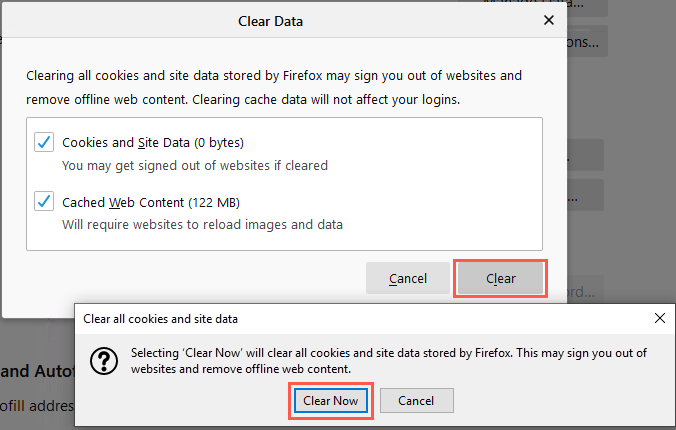 Manage Data...
Clear Data
ons...
Clearing all cookies and site data stored by Firefox may sign you out of websites and
remove offline web content. Clearing cache data will not affect your logins.
Cookies and Site Data (0 bytes)
You may get signed out of websites if cleared
Cached Web Content (122 MB)
Will require websites to reload images and data
Cancel
Clear
ord...
Clear all cookies and site data
Selecting ‘Clear Now’ will clear all cookies and site data stored by Firefox. This may sign you out of
websites and remove offline web content.
Clear Now
Cancel
and Autof
ofill addres